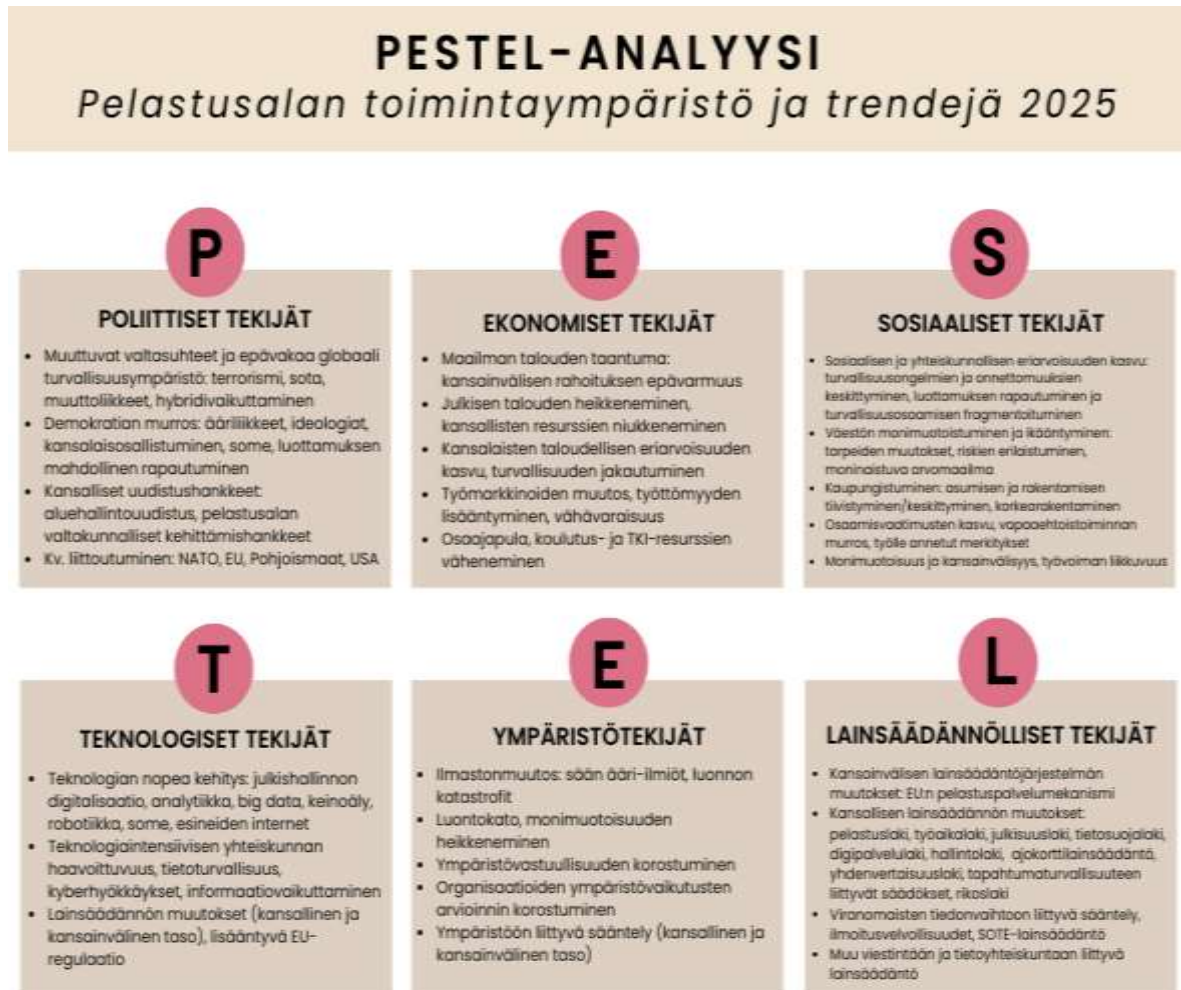 PESTEL-ANALYYSI
Pelastusalan toimintaympäristö ja trendejä 2025
P
POLIITTISET TEKIJÄT
• Muuttuvat valtasuhteet ja epävakaa globaali
turvallisuusympäristö: terrorismi, sota,
muuttoliikkeet, hybridivaikuttaminen
• Demokratian murros: ääriliikkeet, ideologiat,
kansalaisosallistuminen, some, luottamuksen
mahdollinen rapautuminen
• Kansalliset uudistushankkeet:
aluehallintouudistus, pelastusalan
valtakunnalliset kehittämishankkeet
• Kv. liittoutuminen: NATO, EU, Pohjoismaat, USA
E
EKONOMISET TEKIJÄT
• Maailman talouden taantuma:
kansainvälisen rahoituksen epävarmuus
• Julkisen talouden heikkeneminen,
kansallisten resurssien niukkeneminen
• Kansalaisten taloudellisen eriarvoisuuden
kasvu, turvallisuuden jakautuminen
• Työmarkkinoiden muutos, työttömyyden
lisääntyminen, vähävaraisuus
• Osaajapula, koulutus- ja TKI-resurssien
väheneminen
S
SOSIAALISET TEKIJÄT
• Sosiaalisen ja yhteiskunnallisen eriarvoisuuden kasvu:
turvallisuusongelmien ja onnettomuuksien
keskittyminen, luottamuksen rapautuminen ja
turvallisuusosaamisen fragmentoituminen
• Väestön monimuotoistuminen ja ikääntyminen:
tarpeiden muutokset, riskien erilaistuminen,
moninaistuva arvomaailma
• Kaupungistuminen: asumisen ja rakentamisen
tiivistyminen/keskittyminen, korkearakentaminen
• Osaamisvaatimusten kasvu, vapaaehtoistoiminnan
murros, työlle annetut merkitykset
• Monimuotoisuus ja kansainvälisyys, työvoiman liikkuvuus
T
TEKNOLOGISET TEKIJÄT
• Teknologian nopea kehitys: julkishallinnon
digitalisaatio, analytiikka, big data, keinoäly,
robotiikka, some, esineiden internet
• Teknologiaintensiivisen yhteiskunnan
haavoittuvuus, tietoturvallisuus,
kyberhyökkäykset, informaatiovaikuttaminen
• Lainsäädännön muutokset (kansallinen ja
kansainvälinen taso), lisääntyvä EU-
regulaatio
E
YMPÄRISTÖTEKIJÄT
• Ilmastonmuutos: sään ääri-ilmiöt, luonnon
katastrofit
• Luontokato, monimuotoisuuden
heikkeneminen
• Ympäristövastuullisuuden korostuminen
• Organisaatioiden ympäristövaikutusten
arvioinnin korostuminen
• Ympäristöön liittyvä sääntely (kansallinen ja
kansainvälinen taso)
L
LAINSÄÄDÄNNÖLLISET TEKIJÄT
• Kansainvälisen lainsäädäntöjärjestelmän
muutokset: EU:n pelastuspalvelumekanismi
• Kansallisen lainsäädännön muutokset:
pelastuslaki, työaikalaki, julkisuuslaki, tietosuojalaki,
digipalvelulaki, hallintolaki, ajokorttilainsäädäntö,
yhdenvertaisuuslaki, tapahtumaturvallisuuteen
liittyvät säädökset, rikoslaki
• Viranomaisten tiedonvaihtoon liittyvä sääntely,
ilmoitusvelvollisuudet, SOTE-lainsäädäntö
• Muu viestintään ja tietoyhteiskuntaan liittyvä
lainsäädäntö